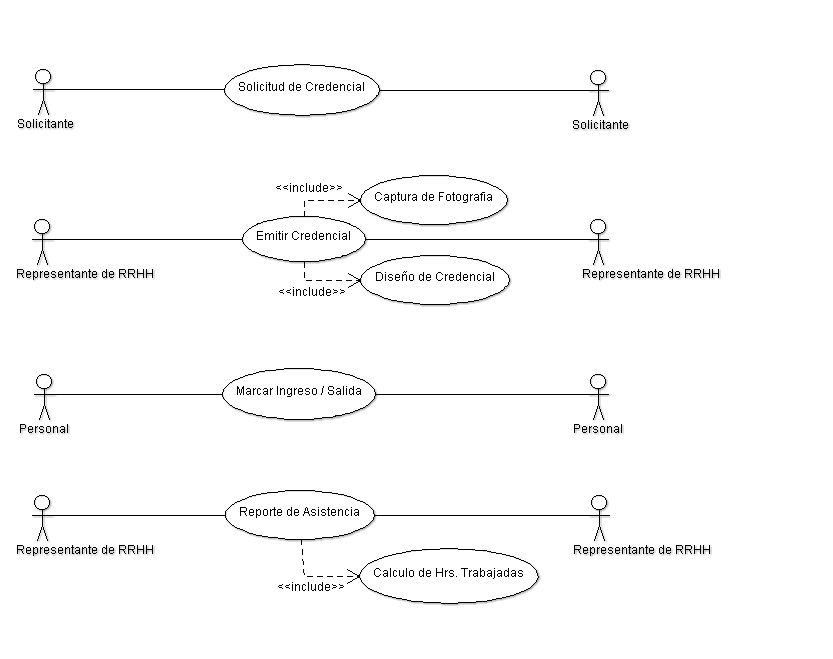 Solicitud de Credencial
Solicitante
Solicitante
<<include>>
Captura de Fotografia
Emitir Credencial
Representante de RRHH
Representante de RRHH
Diseño de Credencial
<<include>>
Marcar Ingreso / Salida
Personal
Personal
Reporte de Asistencia
Representante de RRHH
Representante de RRHH
Calculo de Hrs. Trabajadas
<<include>>